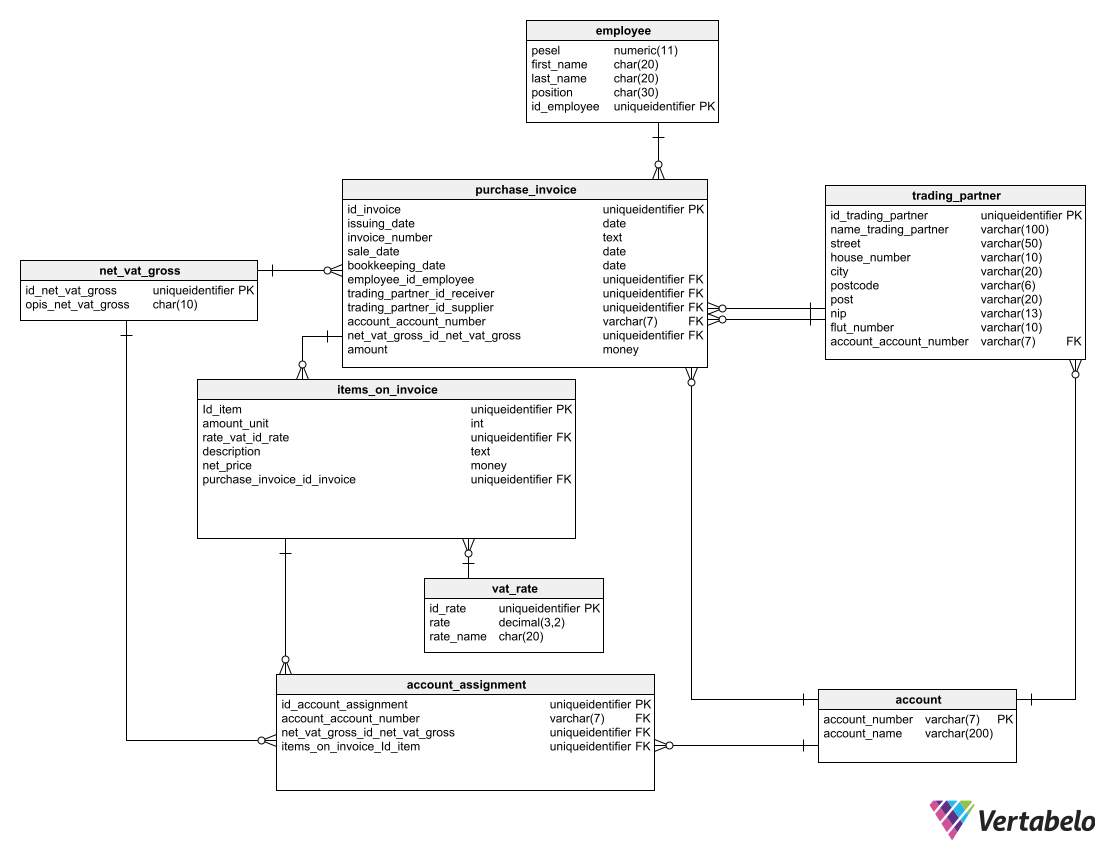 employee
pesel numeric(11)
first_name char(20)
last_name char(20)
position char(30)
id_employee uniqueidentifier PK
purchase_invoice
id_invoice uniqueidentifier PK
issuing_date date
invoice_number text
sale_date date
bookkeeping_date date
employee_id_employee uniqueidentifier FK
trading_partner_id_receiver uniqueidentifier FK
trading_partner_id_supplier uniqueidentifier FK
account_account_number varchar(7) FK
net_vat_gross_id_net_vat_gross uniqueidentifier FK
amount money
trading_partner
id_trading_partner uniqueidentifier PK
name_trading_partner varchar(100)
street varchar(50)
house_number varchar(10)
city varchar(20)
postcode varchar(6)
post varchar(20)
nip varchar(13)
flut_number varchar(10)
account_account_number varchar(7) FK
net_vat_gross
id_net_vat_gross uniqueidentifier PK
opis_net_vat_gross char(10)
items_on_invoice
Id_item uniqueidentifier PK
amount_unit int
rate_vat_id_rate uniqueidentifier FK
description text
net_price money
purchase_invoice_id_invoice uniqueidentifier FK
vat_rate
id_rate uniqueidentifier PK
rate decimal(3,2)
rate_name char(20)
account_assignment
id_account_assignment uniqueidentifier PK
account_account_number varchar(7) FK
net_vat_gross_id_net_vat_gross uniqueidentifier FK
items_on_invoice_Id_item uniqueidentifier FK
account
account_number varchar(7) PK
account_name varchar(200)
Vertabelo